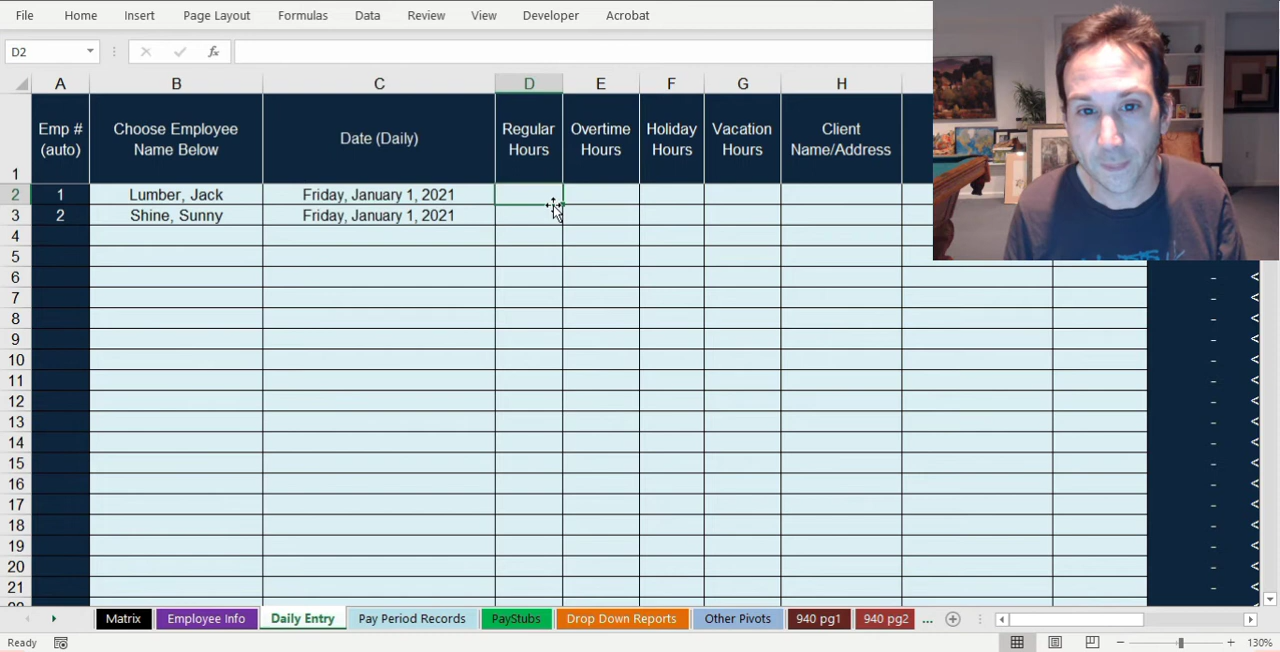 File Home Insert Page Layout Formulas Data Review View Developer Acrobat
D2 fx
A B C D E F G H
1 Emp # (auto) Choose Employee Name Below Date (Daily) Regular Hours Overtime Hours Holiday Hours Vacation Hours Client Name/Address
2 1 Lumber, Jack Friday, January 1, 2021
3 2 Shine, Sunny Friday, January 1, 2021
4
5
6 - <
7 - <
8 - <
9 - <
10 - <
11 - <
12 - <
13 - <
14 - <
15 - <
16 - <
17 - <
18 - <
19 - <
20 - <
21 - <
Matrix Employee Info Daily Entry Pay Period Records PayStubs Drop Down Reports Other Pivots 940 pg1 940 pg2 ...
Ready 130%